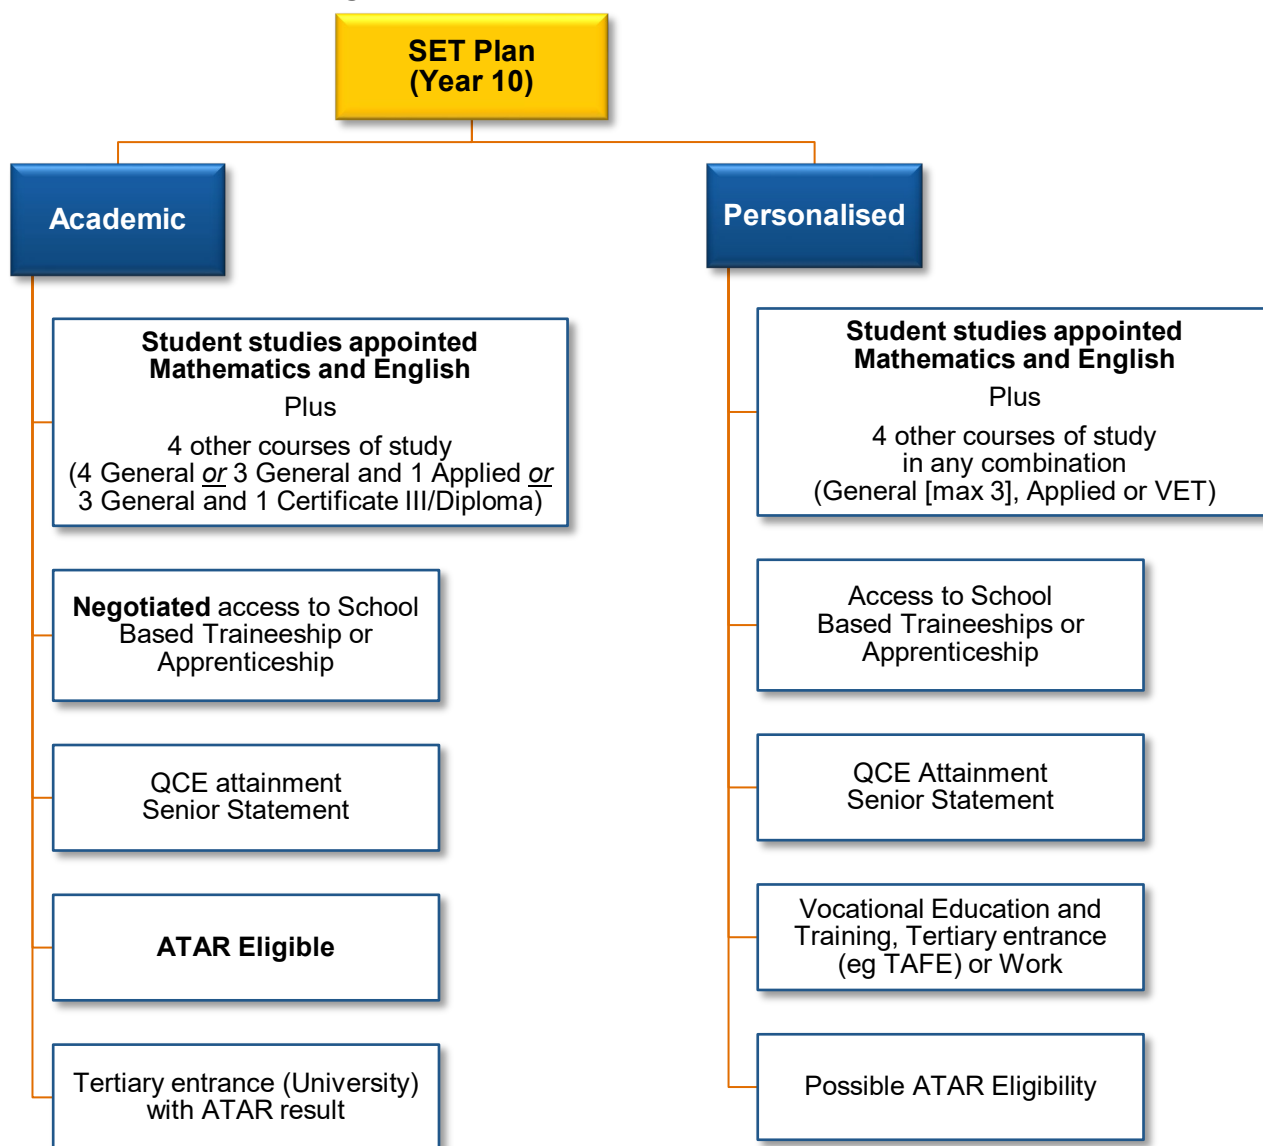 SET Plan
(Year 10)
Academic
Student studies appointed
Mathematics and English
Plus
4 other courses of study
(4 General or 3 General and 1 Applied or
3 General and 1 Certificate III/Diploma)
Negotiated access to School
Based Traineeship or
Apprenticeship
QCE attainment
Senior Statement
ATAR Eligible
Tertiary entrance (University)
with ATAR result
Personalised
Student studies appointed
Mathematics and English
Plus
4 other courses of study
in any combination
(General [max 3], Applied or VET)
Access to School
Based Traineeships or
Apprenticeship
QCE Attainment
Senior Statement
Vocational Education and
Training, Tertiary entrance
(eg TAFE) or Work
Possible ATAR Eligibility